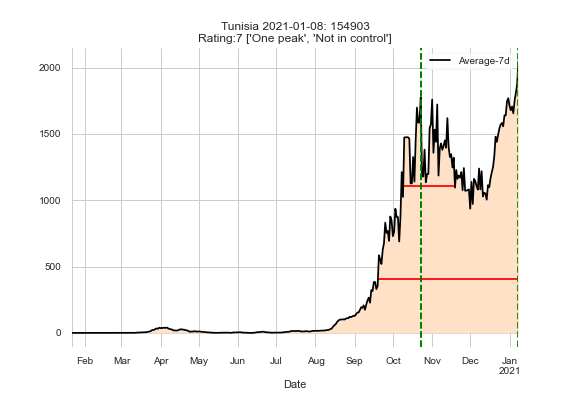 Tunisia 2021-01-08: 154903
Rating:7 ['One peak', 'Not in control']
Average-7d
2000
1500
1000
500
0
Feb Mar Apr May Jun Jul Aug Sep Oct Nov Dec Jan
2021
Date